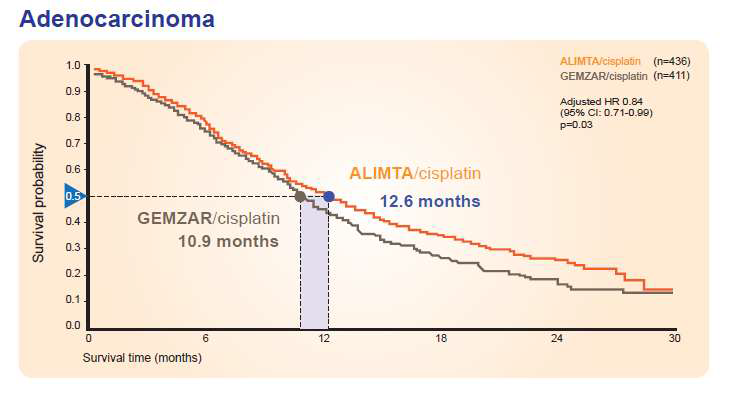 Adenocarcinoma
ALIMTA/cisplatin (n=436)
GEMZAR/cisplatin (n=411)
Adjusted HR 0.84
(95% CI: 0.71-0.99)
p=0.03
Survival probability
1.0
0.9
0.8
0.7
0.6
0.5
0.4
0.3
0.2
0.1
0.0
ALIMTA/cisplatin
12.6 months
GEMZAR/cisplatin
10.9 months
0 6 12 18 24 30
Survival time (months)